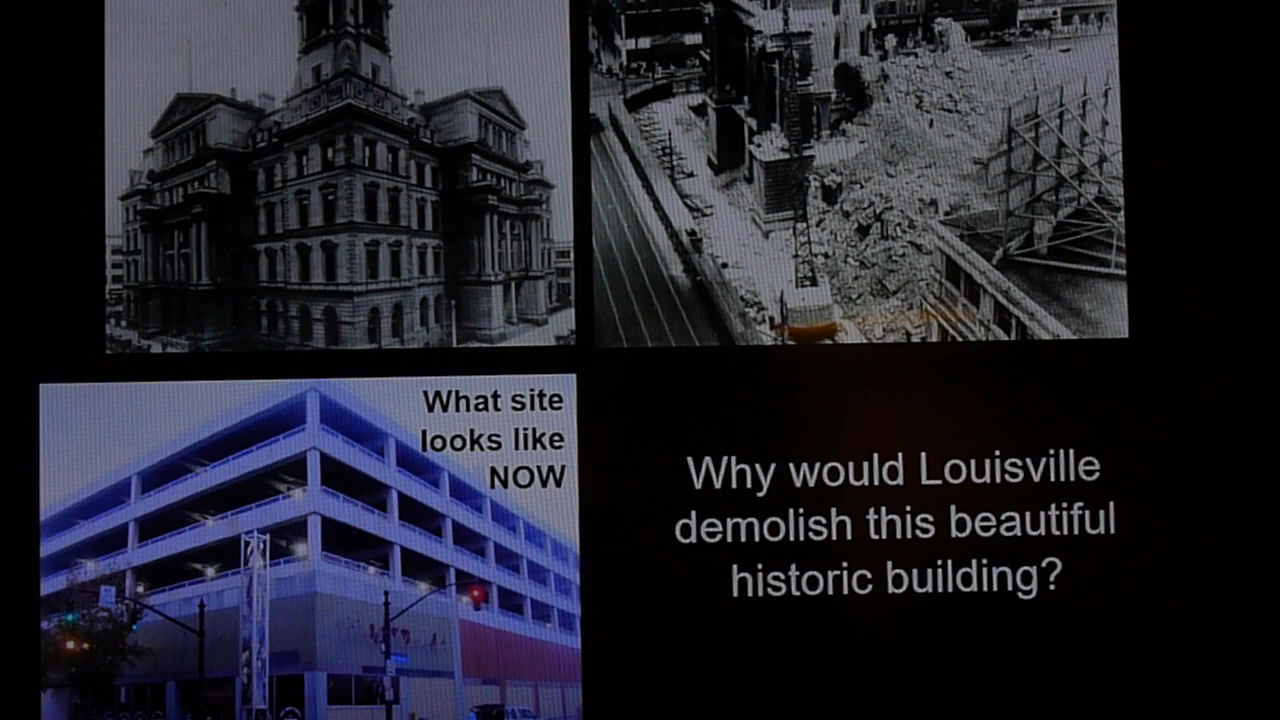 What site
looks like
NOW
Why would Louisville
demolish this beautiful
historic building?